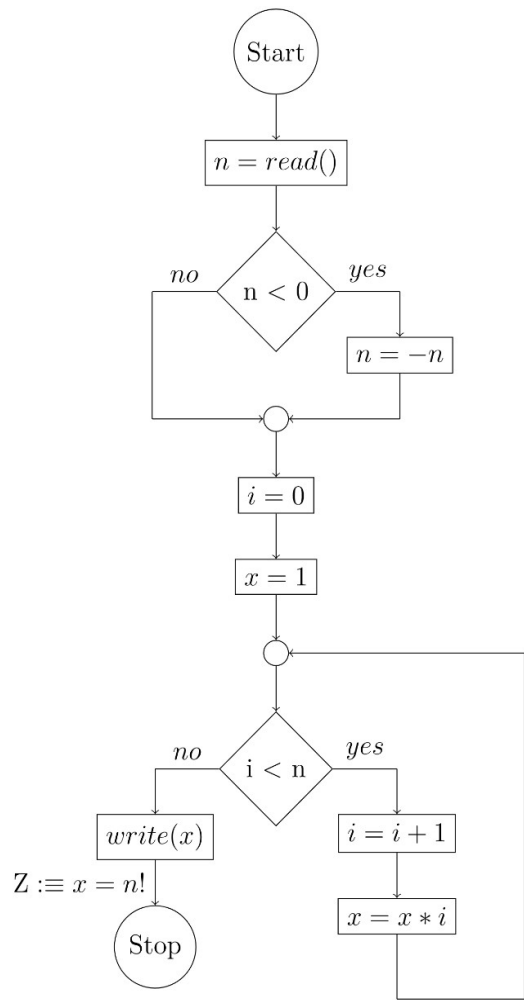 Start
n = read()
no
yes
n < 0
n = −n
i = 0
x = 1
no
yes
i < n
write(x)
i = i + 1
Z :≡ x = n!
x = x ∗ i
Stop